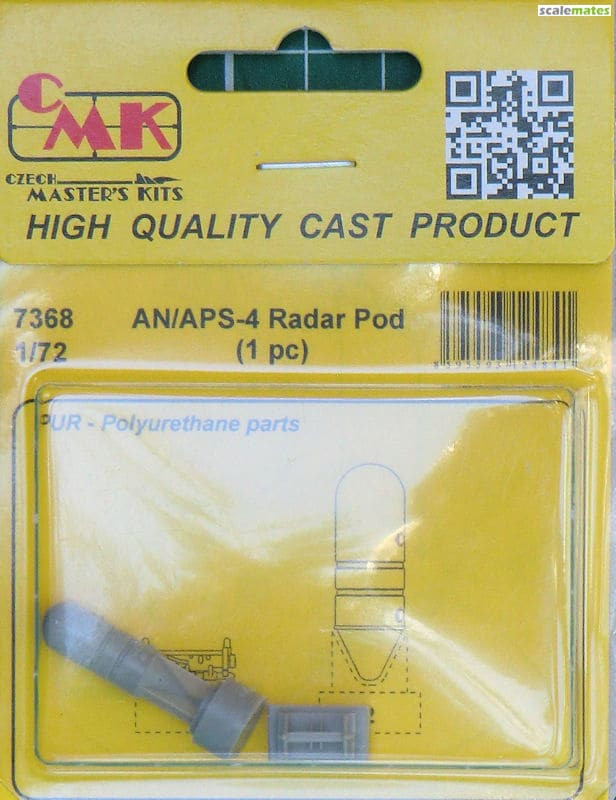 scalemates
CMK
CZECH
MASTER'S KITS
HIGH QUALITY CAST PRODUCT
7368 AN/APS-4 Radar Pod
1/72 (1 pc)
PUR - Polyurethane parts